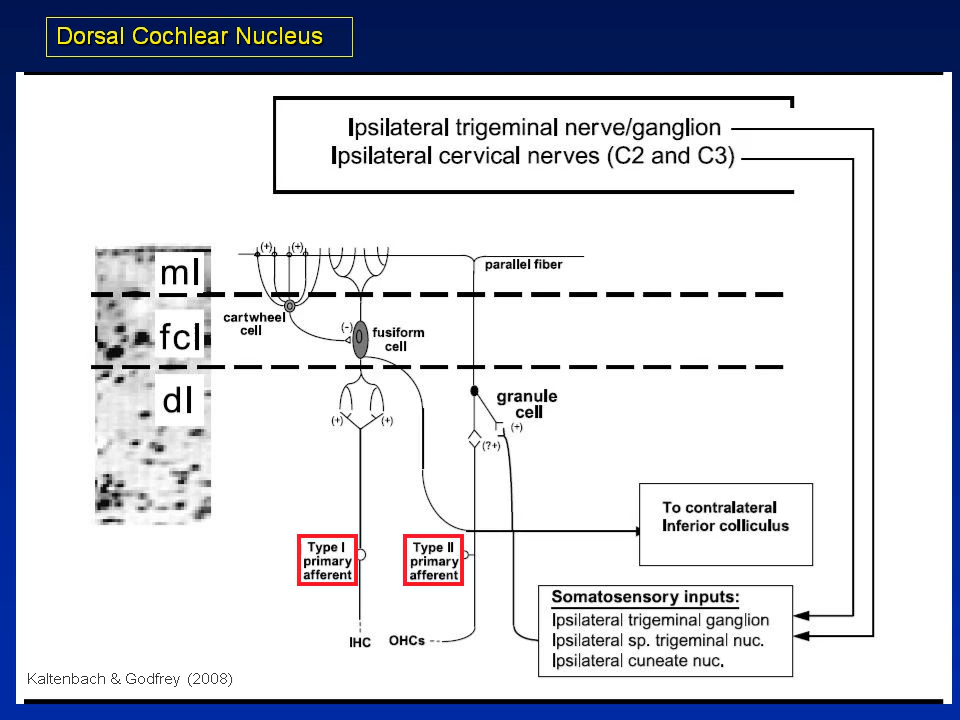 Dorsal Cochlear Nucleus
Ipsilateral trigeminal nerve/ganglion
Ipsilateral cervical nerves (C2 and C3)
(+)
(+)
parallel fiber
ml
cartwheel
cell
(-)
fusiform
cell
fcl
dl
granule
cell
(+)
(+)
(+)
(?+)
To contralateral
Inferior colliculus
Type I
primary
afferent
Type II
primary
afferent
Somatosensory inputs:
Ipsilateral trigeminal ganglion
Ipsilateral sp. trigeminal nuc.
Ipsilateral cuneate nuc.
IHC
OHCs
Kaltenbach & Godfrey (2008)